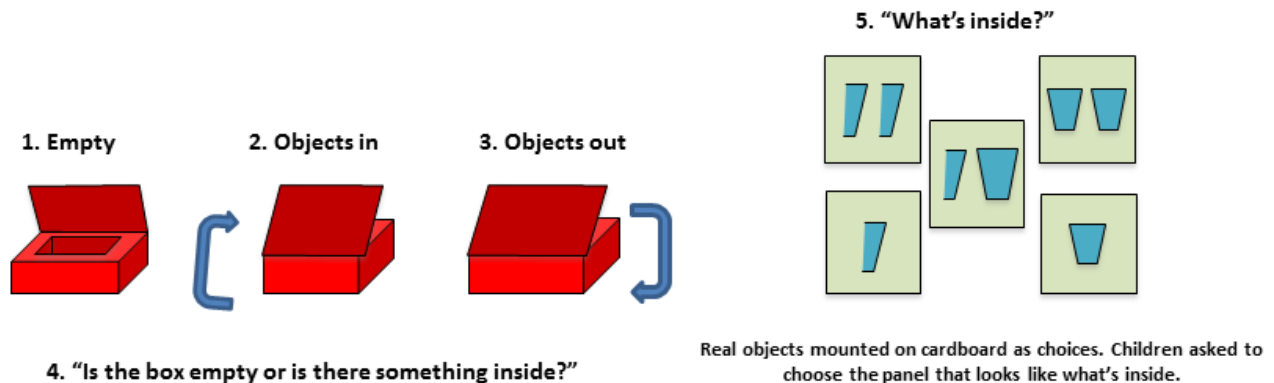 1. Empty
2. Objects in
3. Objects out
4. “Is the box empty or is there something inside?”
5. “What’s inside?”
Real objects mounted on cardboard as choices. Children asked to
choose the panel that looks like what’s inside.